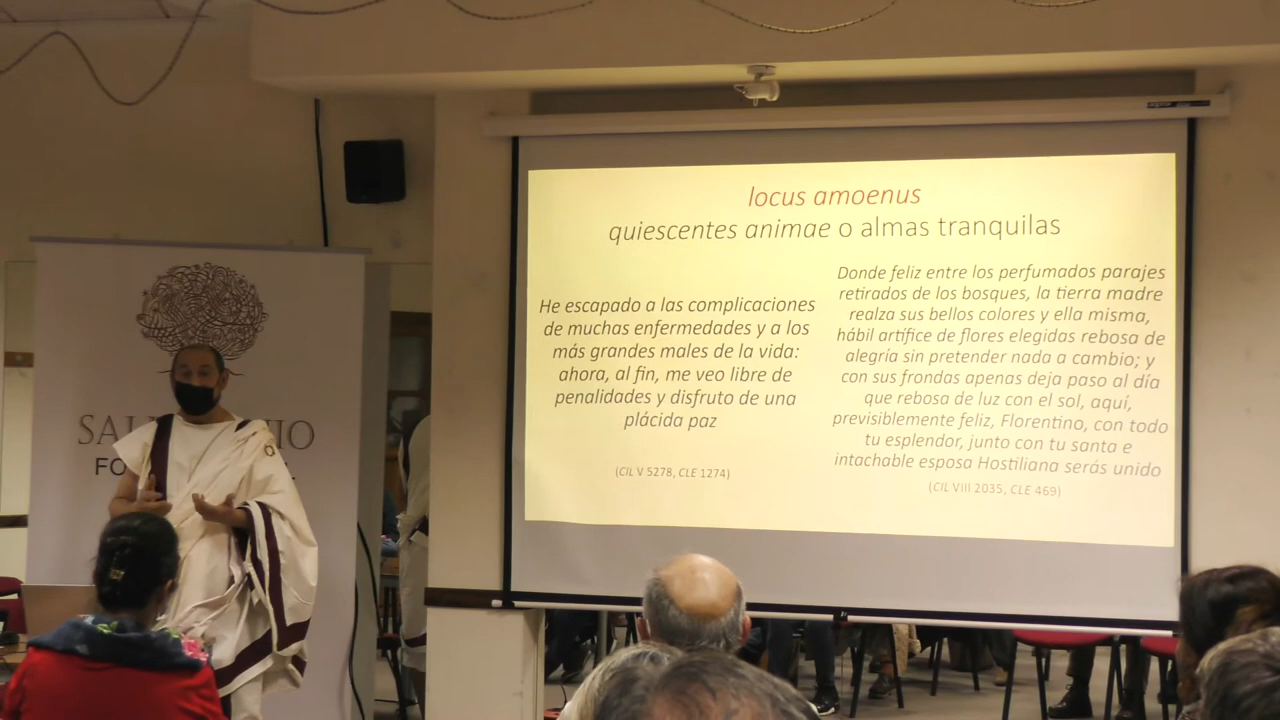 locus amoenus
quiescentes animae o almas tranquilas
He escapado a las complicaciones
de muchas enfermedades y a los
más grandes males de la vida:
ahora, al fin, me veo libre de
penalidades y disfruto de una
plácida paz
(CIL V 5278, CLE 1274)
Donde feliz entre los perfumados parajes
retirados de los bosques, la tierra madre
realza sus bellos colores y ella misma,
hábil artífice de flores elegidas rebosa de
alegría sin pretender nada a cambio; y
con sus frondas apenas deja paso al día
que rebosa de luz con el sol, aquí,
previsiblemente feliz, Florentino, con todo
tu esplendor, junto con tu santa e
intachable esposa Hostiliana serás unido
(CIL VIII 2035, CLE 469)